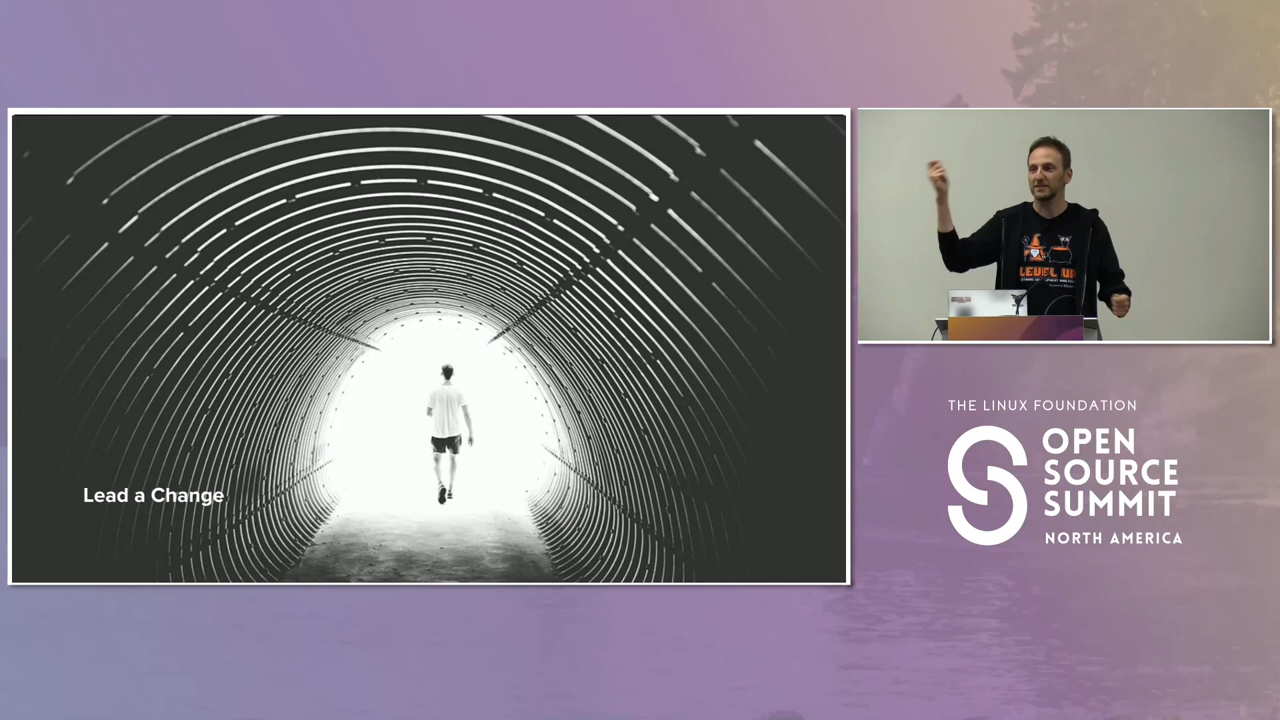 Lead a Change
LEVEL UP
THE LINUX FOUNDATION
OPEN
SOURCE
SUMMIT
NORTH AMERICA